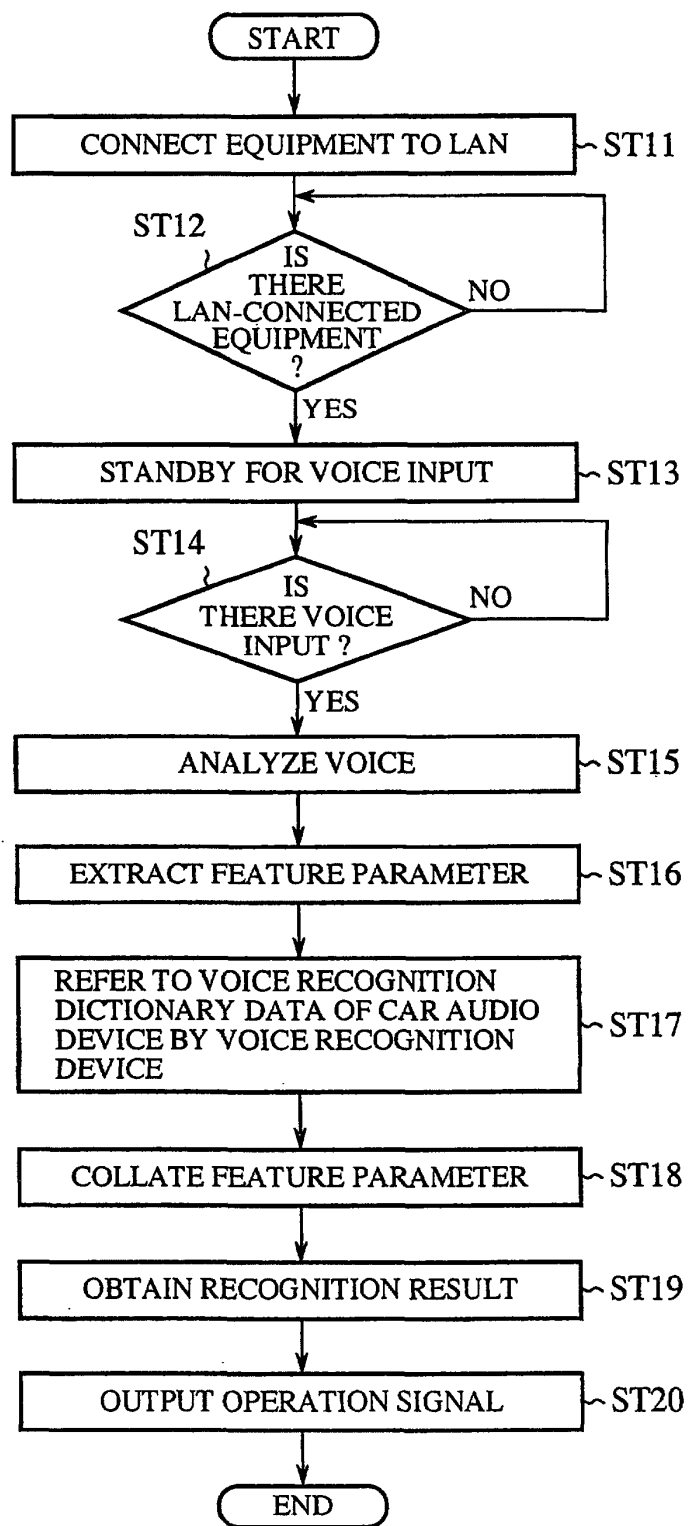 START
CONNECT EQUIPMENT TO LAN
ST11
ST12
IS
THERE
LAN-CONNECTED
EQUIPMENT
?
NO
YES
STANDBY FOR VOICE INPUT
ST13
ST14
IS
THERE VOICE
INPUT ?
NO
YES
ANALYZE VOICE
ST15
EXTRACT FEATURE PARAMETER
ST16
REFER TO VOICE RECOGNITION
DICTIONARY DATA OF CAR AUDIO
DEVICE BY VOICE RECOGNITION
DEVICE
ST17
COLLATE FEATURE PARAMETER
ST18
OBTAIN RECOGNITION RESULT
ST19
OUTPUT OPERATION SIGNAL
ST20
END